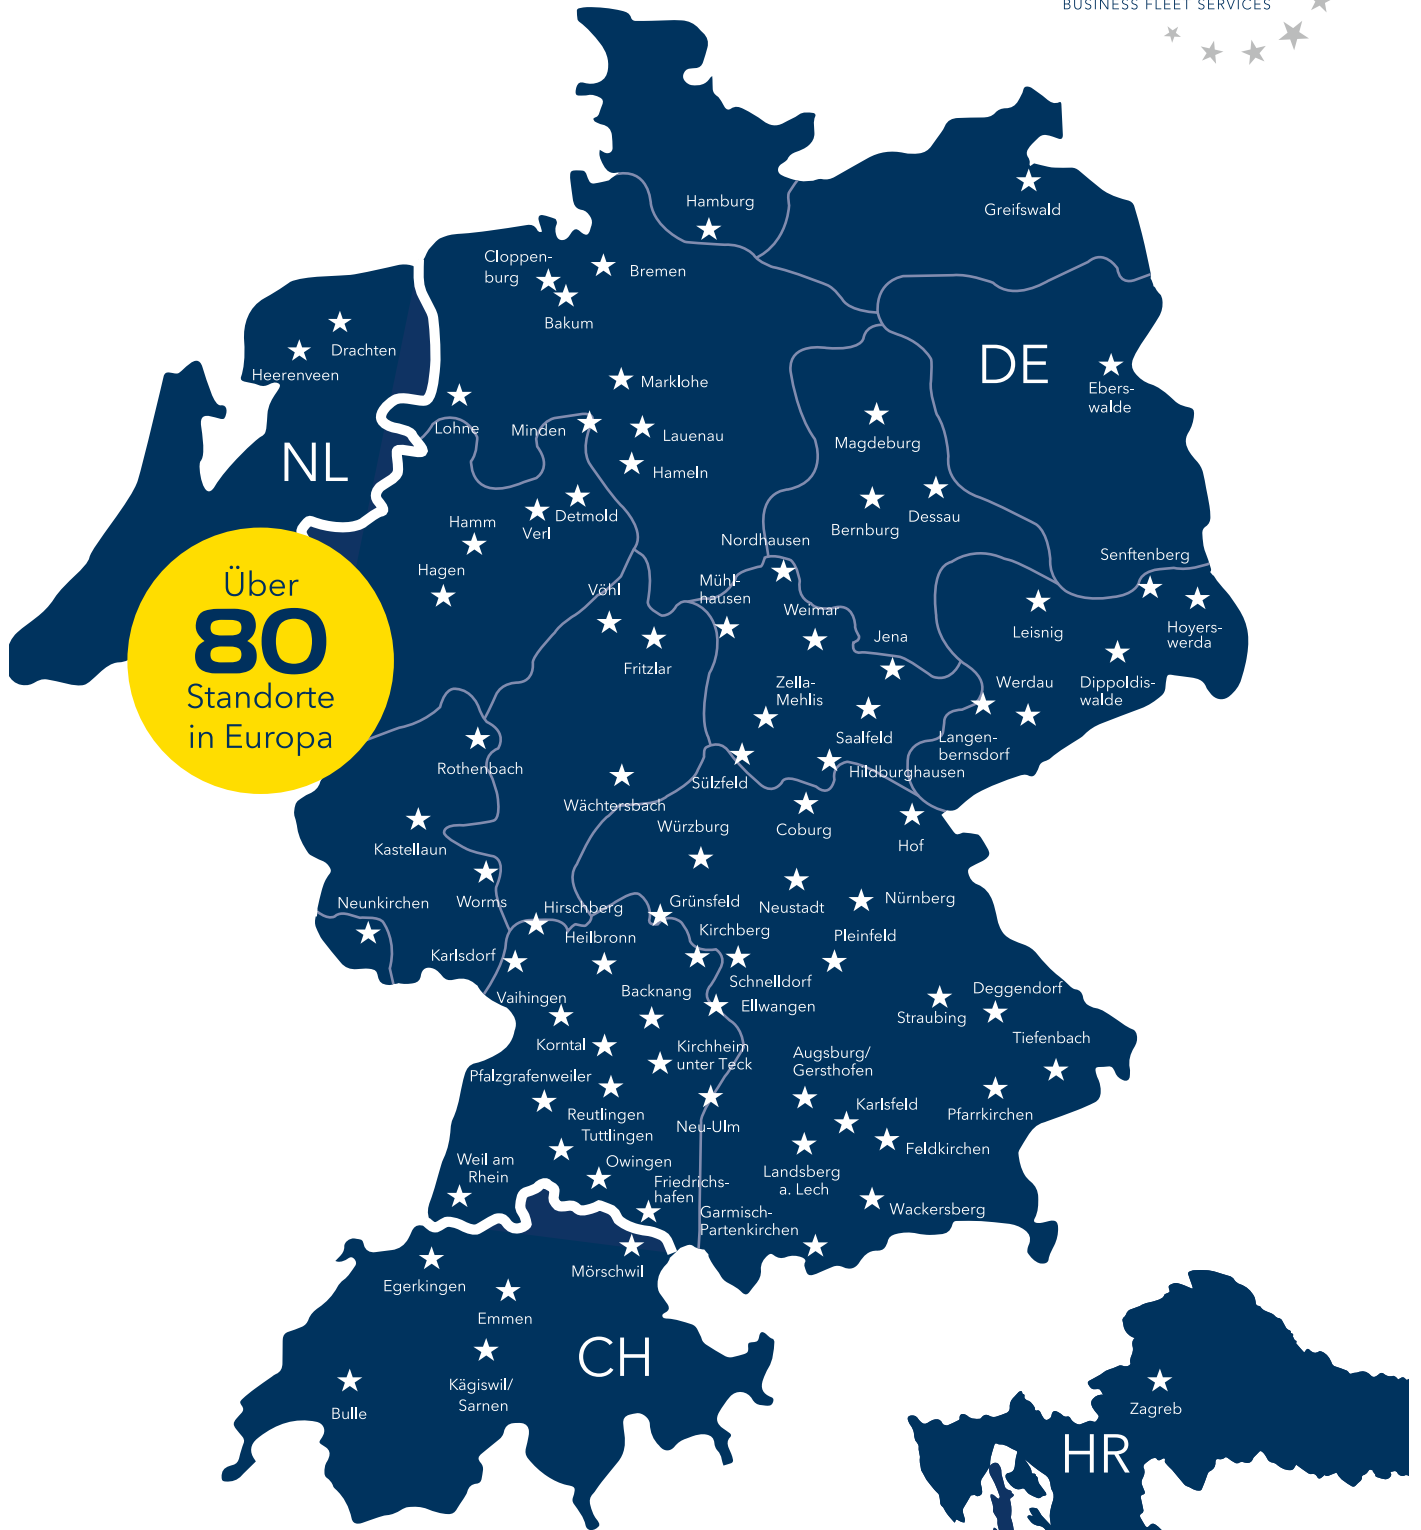 BUSINESS FLEET SERVICES
Hamburg
Greifswald
Cloppen-
burg
Bremen
Bakum
Drachten
Heerenveen
DE
Ebers-
walde
Marklohe
Lohne
Minden
Lauenau
Magdeburg
NL
Hameln
Hamm
Verl
Detmold
Bernburg
Dessau
Nordhausen
Senftenberg
Hagen
Vöhl
Mühl-
hausen
Weimar
Jena
Leisnig
Hoyers-
werda
Über
80
Standorte
in Europa
Fritzlar
Zella-
Mehlis
Werdau
Dippoldis-
walde
Saalfeld
Langen-
bernsdorf
Rothenbach
Sülzfeld
Hildburghausen
Wächtersbach
Würzburg
Coburg
Hof
Kastellaun
Neunkirchen
Worms
Hirschberg
Grünsfeld
Neustadt
Nürnberg
Heilbronn
Kirchberg
Pleinfeld
Karlsdorf
Schnelldorf
Vaihingen
Backnang
Ellwangen
Straubing
Deggendorf
Korntal
Kirchheim
unter Teck
Augsburg/
Gersthofen
Tiefenbach
Pfalzgrafenweiler
Reutlingen
Karlsfeld
Pfarrkirchen
Tuttlingen
Neu-Ulm
Feldkirchen
Weil am
Rhein
Owingen
Landsberg
a. Lech
Friedrichs-
hafen
Garmisch-
Partenkirchen
Wackersberg
Mörschwil
Egerkingen
Emmen
CH
Kägiswil/
Sarnen
Bulle
Zagreb
HR